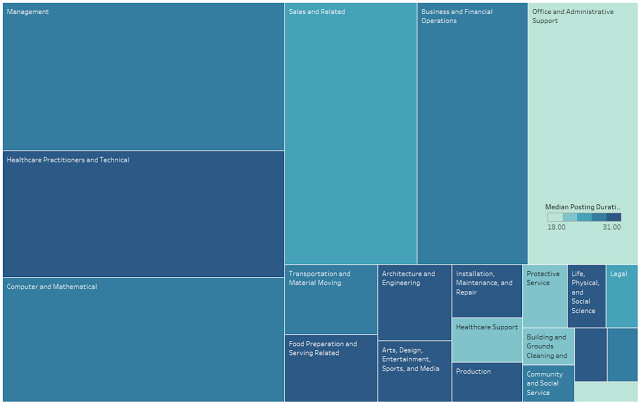 Management
Sales and Related
Business and Financial
Operations
Office and Administrative
Support
Healthcare Practitioners and Technical
Median Posting Durati..
18.00
31.00
Computer and Mathematical
Transportation and
Material Moving
Architecture and
Engineering
Installation,
Maintenance, and
Repair
Protective
Service
Life,
Physical,
and
Social
Science
Legal
Healthcare Support
Food Preparation and
Serving Related
Arts, Design,
Entertainment,
Sports, and Media
Building and
Grounds
Cleaning and
Production
Community
and Social
Service